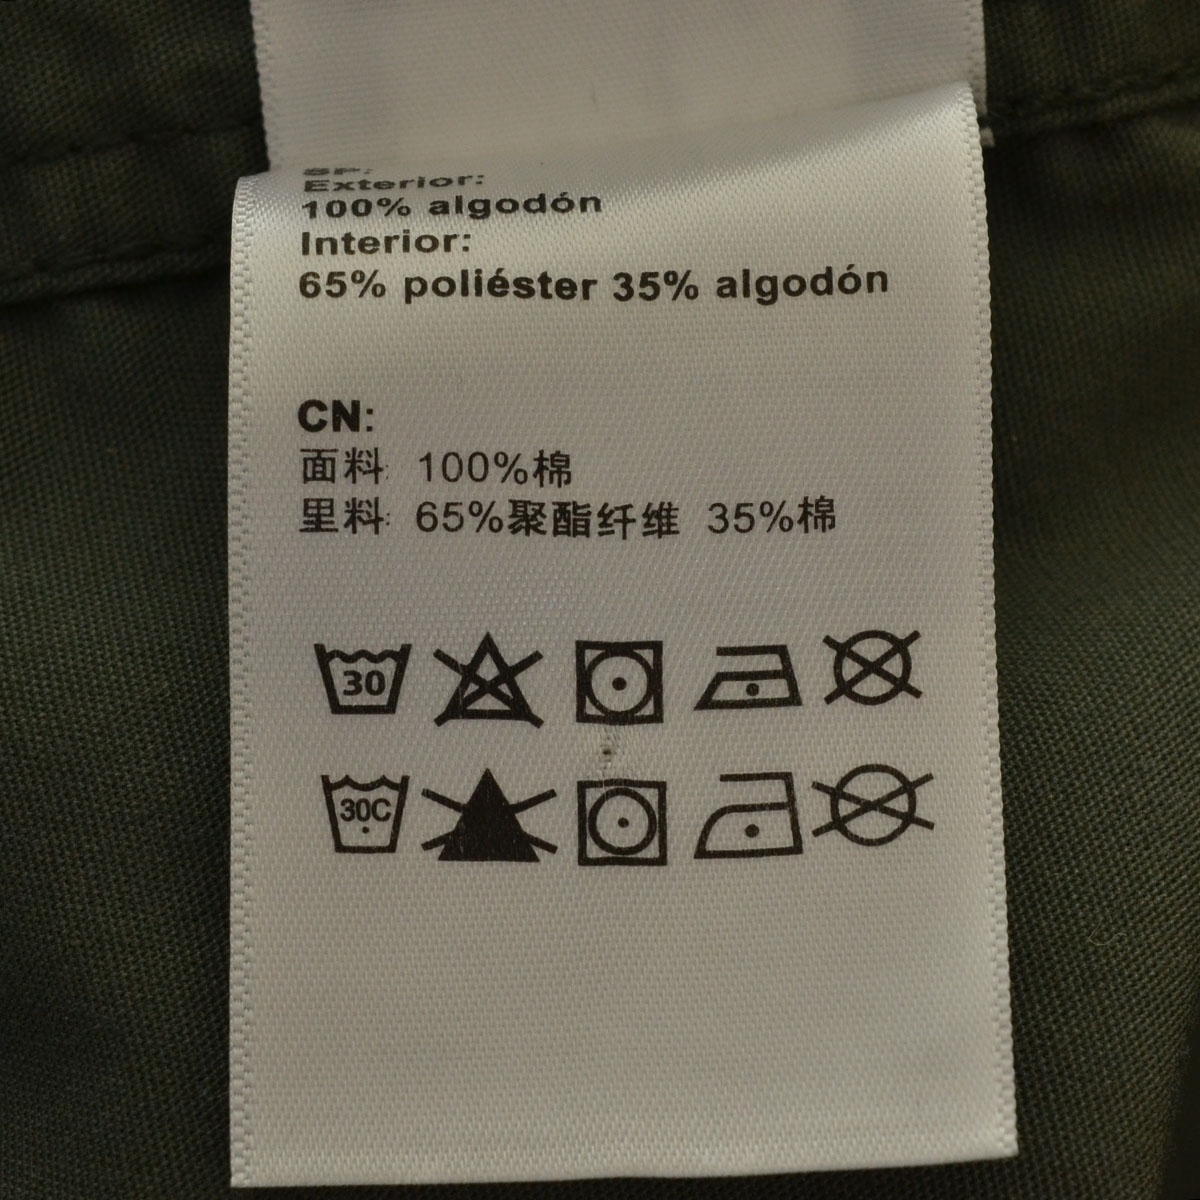 SP:
Exterior:
100% algodón
Interior:
65% poliéster 35% algodón
CN:
面料: 100%棉
里料: 65%聚酯纤维 35%棉
30
30C